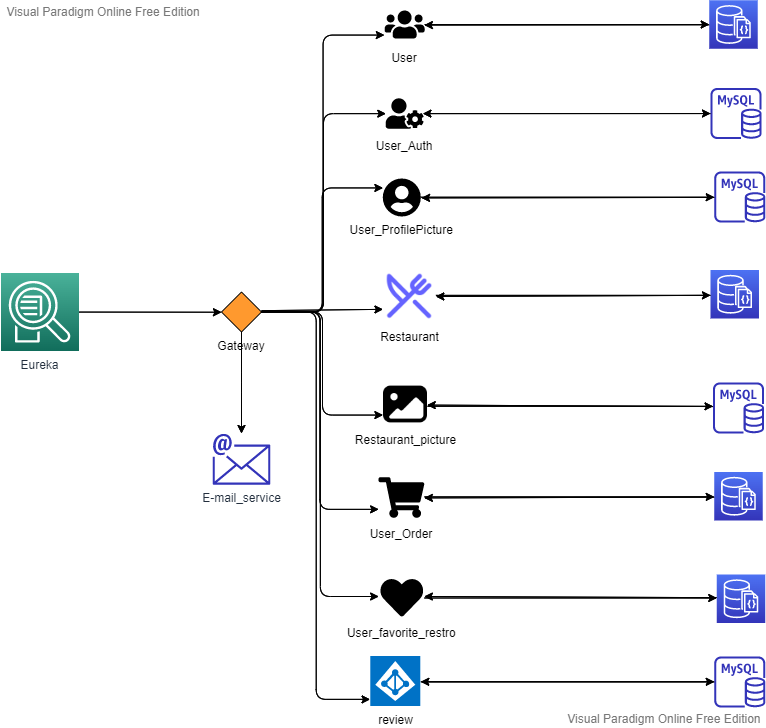 Visual Paradigm Online Free Edition
User
MySQL
User_Auth
MySQL
User_ProfilePicture
Restaurant
Gateway
Eureka
MySQL
Restaurant_picture
@
E-mail_service
User_Order
User_favorite_restro
MySQL
review
Visual Paradigm Online Free Edition